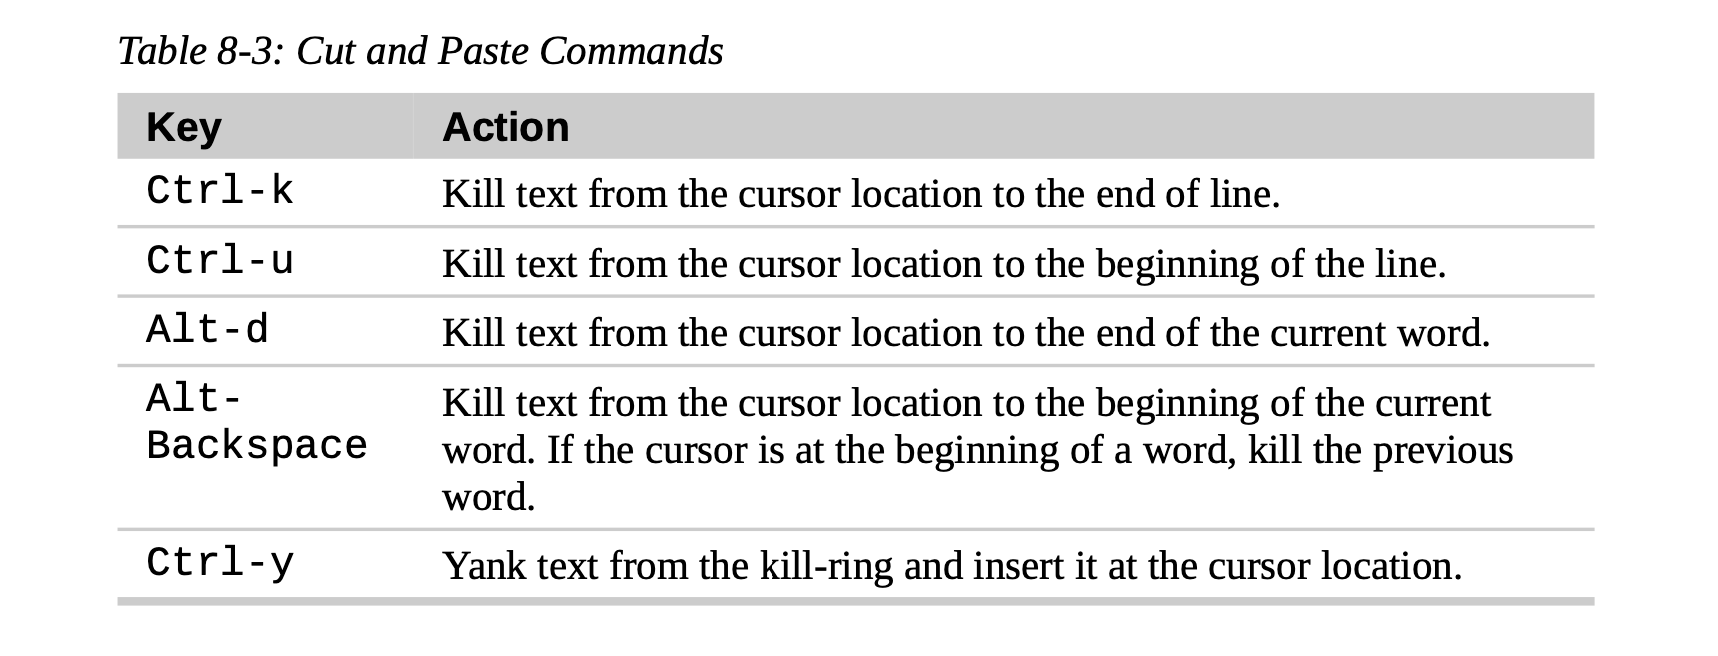 Table 8-3: Cut and Paste Commands
Key Action
Ctrl-k Kill text from the cursor location to the end of line.
Ctrl-u Kill text from the cursor location to the beginning of the line.
Alt-d Kill text from the cursor location to the end of the current word.
Alt- Kill text from the cursor location to the beginning of the current
Backspace word. If the cursor is at the beginning of a word, kill the previous
word.
Ctrl-y Yank text from the kill-ring and insert it at the cursor location.